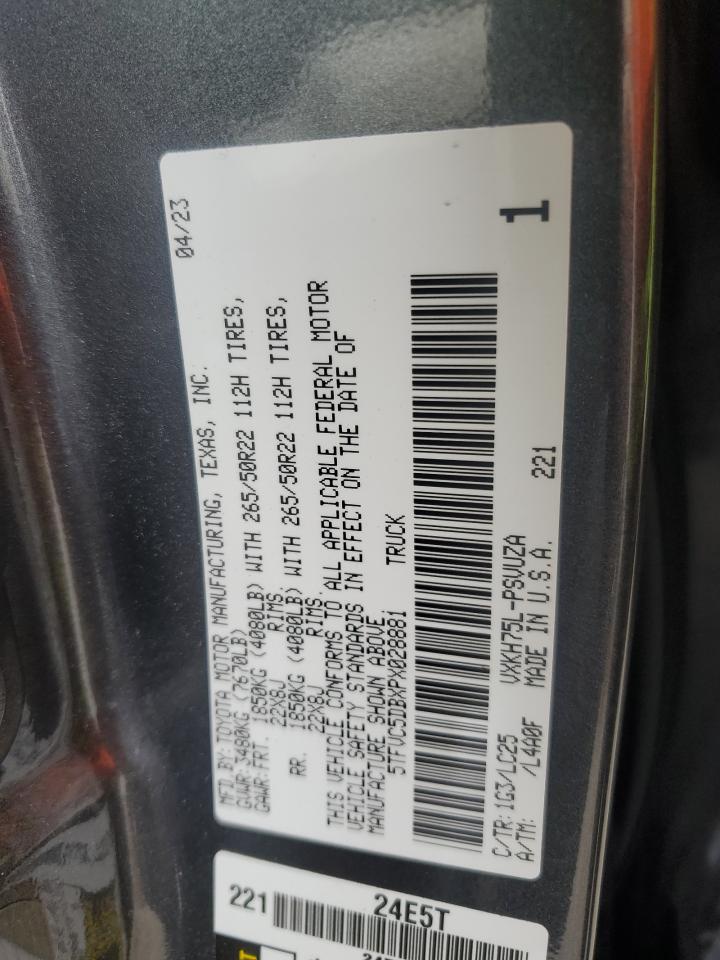 MFD. BY: TOYOTA MOTOR MANUFACTURING, TEXAS, INC. 04/23
GVWR: 3480KG (7670LB)
GAWR: FRT. 1850KG (4080LB) WITH 265/50R22 112H TIRES,
22X8J RIMS.
RR. 1850KG (4080LB) WITH 265/50R22 112H TIRES,
22X8J RIMS.
THIS VEHICLE CONFORMS TO ALL APPLICABLE FEDERAL MOTOR
VEHICLE SAFETY STANDARDS IN EFFECT ON THE DATE OF
MANUFACTURE SHOWN ABOVE.
5TFVC5DBXPX028881 TRUCK
C/TR: 1G3/LC25 VXKH75L-PSVVUZA 221 1
A/TM: /L4A0F MADE IN U.S.A.
221
24E5T